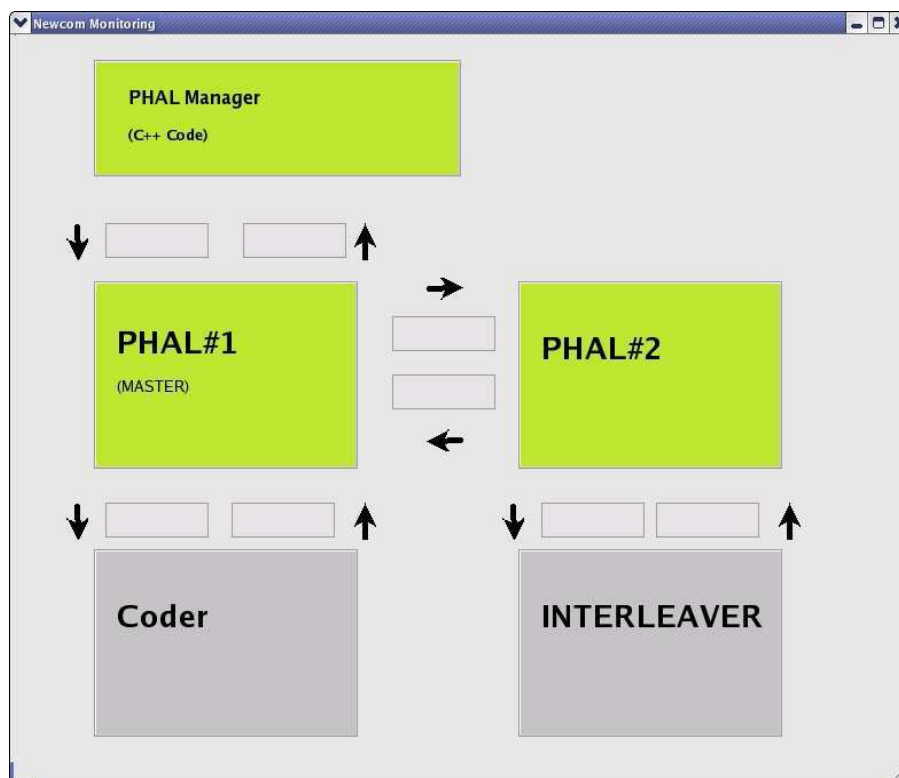 Newcom Monitoring
PHAL Manager
(C++ Code)
PHAL#1
(MASTER)
PHAL#2
Coder
INTERLEAVER